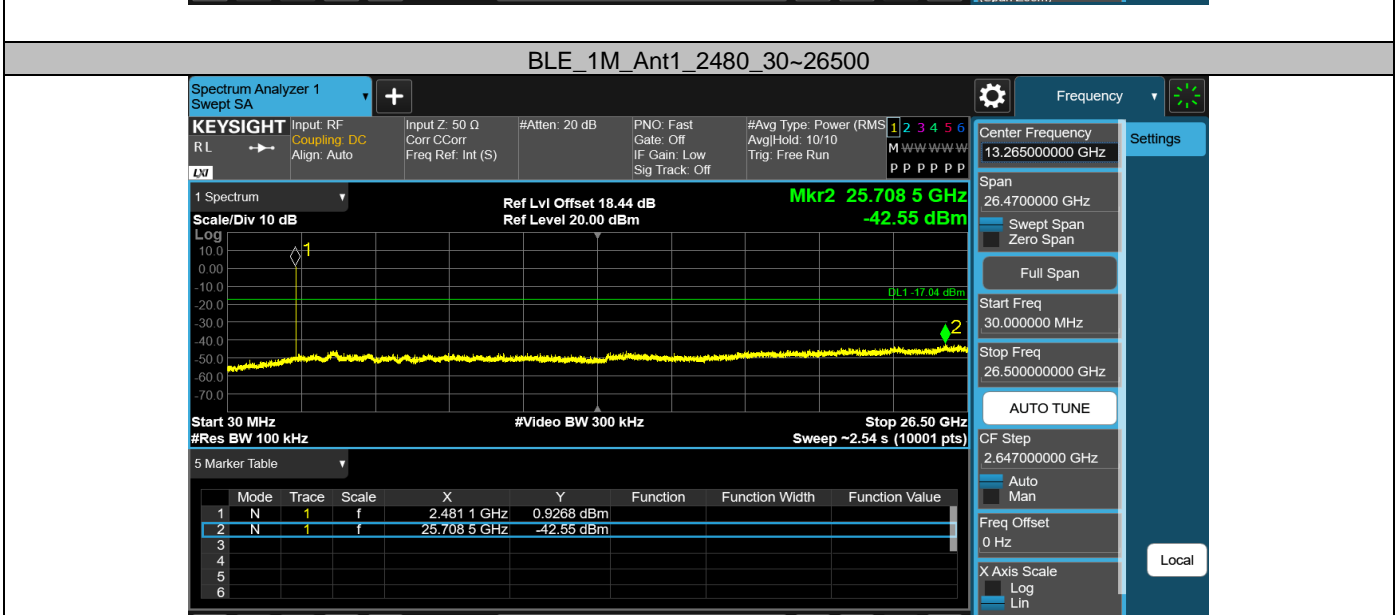 BLE_1M_Ant1_2480_30~26500
Spectrum Analyzer 1
Swept SA
+
Frequency
KEYSIGHT
R L
LXI
Input: RF
Coupling: DC
Align: Auto
Input Z: 50 Ω
Corr CCorr
Freq Ref: Int (S)
#Atten: 20 dB
PNO: Fast
Gate: Off
IF Gain: Low
Sig Track: Off
#Avg Type: Power (RMS
Avg|Hold: 10/10
Trig: Free Run
1 2 3 4 5 6
M W W W W W
P P P P P P
Center Frequency
13.265000000 GHz
Settings
Span
26.4700000 GHz
Swept Span
Zero Span
Full Span
Start Freq
30.000000 MHz
Stop Freq
26.500000000 GHz
AUTO TUNE
CF Step
2.647000000 GHz
Auto
Man
Freq Offset
0 Hz
X Axis Scale
Log
Lin
Local
1 Spectrum
Scale/Div 10 dB
Ref Lvl Offset 18.44 dB
Ref Level 20.00 dBm
Mkr2 25.708 5 GHz
-42.55 dBm
Log
10.0
0.00
-10.0
-20.0
-30.0
-40.0
-50.0
-60.0
-70.0
1
DL1 -17.04 dBm
2
Start 30 MHz
#Res BW 100 kHz
#Video BW 300 kHz
Stop 26.50 GHz
Sweep ~2.54 s (10001 pts)
5 Marker Table
Mode Trace Scale X Y Function Function Width Function Value
1 N 1 f 2.481 1 GHz 0.9268 dBm
2 N 1 f 25.708 5 GHz -42.55 dBm
3
4
5
6